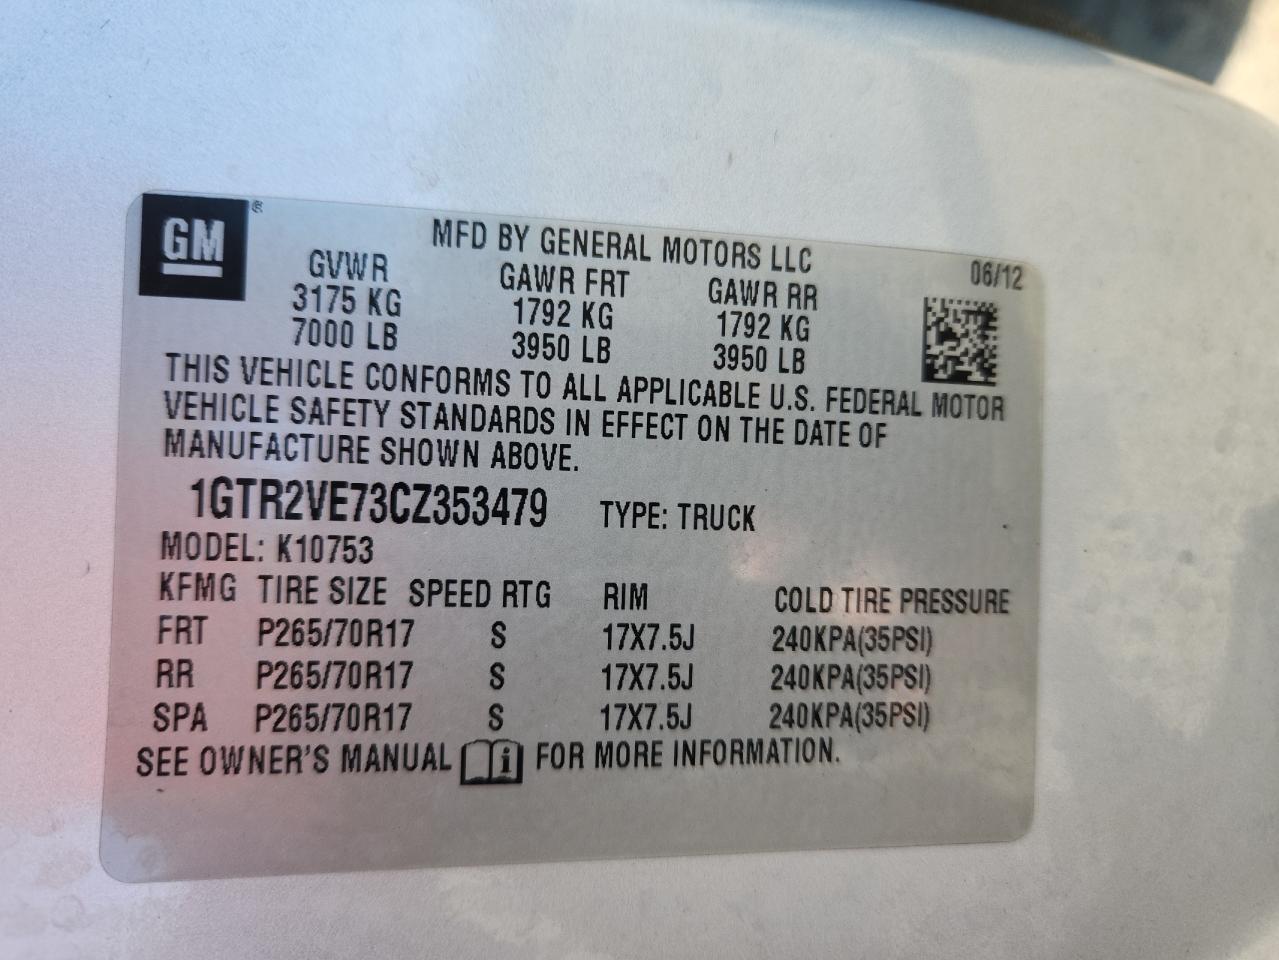 GM ®
MFD BY GENERAL MOTORS LLC
06/12
GVWR GAWR FRT GAWR RR
3175 KG 1792 KG 1792 KG
7000 LB 3950 LB 3950 LB
THIS VEHICLE CONFORMS TO ALL APPLICABLE U.S. FEDERAL MOTOR
VEHICLE SAFETY STANDARDS IN EFFECT ON THE DATE OF
MANUFACTURE SHOWN ABOVE.
1GTR2VE73CZ353479 TYPE: TRUCK
MODEL: K10753
KFMG TIRE SIZE SPEED RTG RIM COLD TIRE PRESSURE
FRT P265/70R17 S 17X7.5J 240KPA(35PSI)
RR P265/70R17 S 17X7.5J 240KPA(35PSI)
SPA P265/70R17 S 17X7.5J 240KPA(35PSI)
SEE OWNER'S MANUAL i FOR MORE INFORMATION.